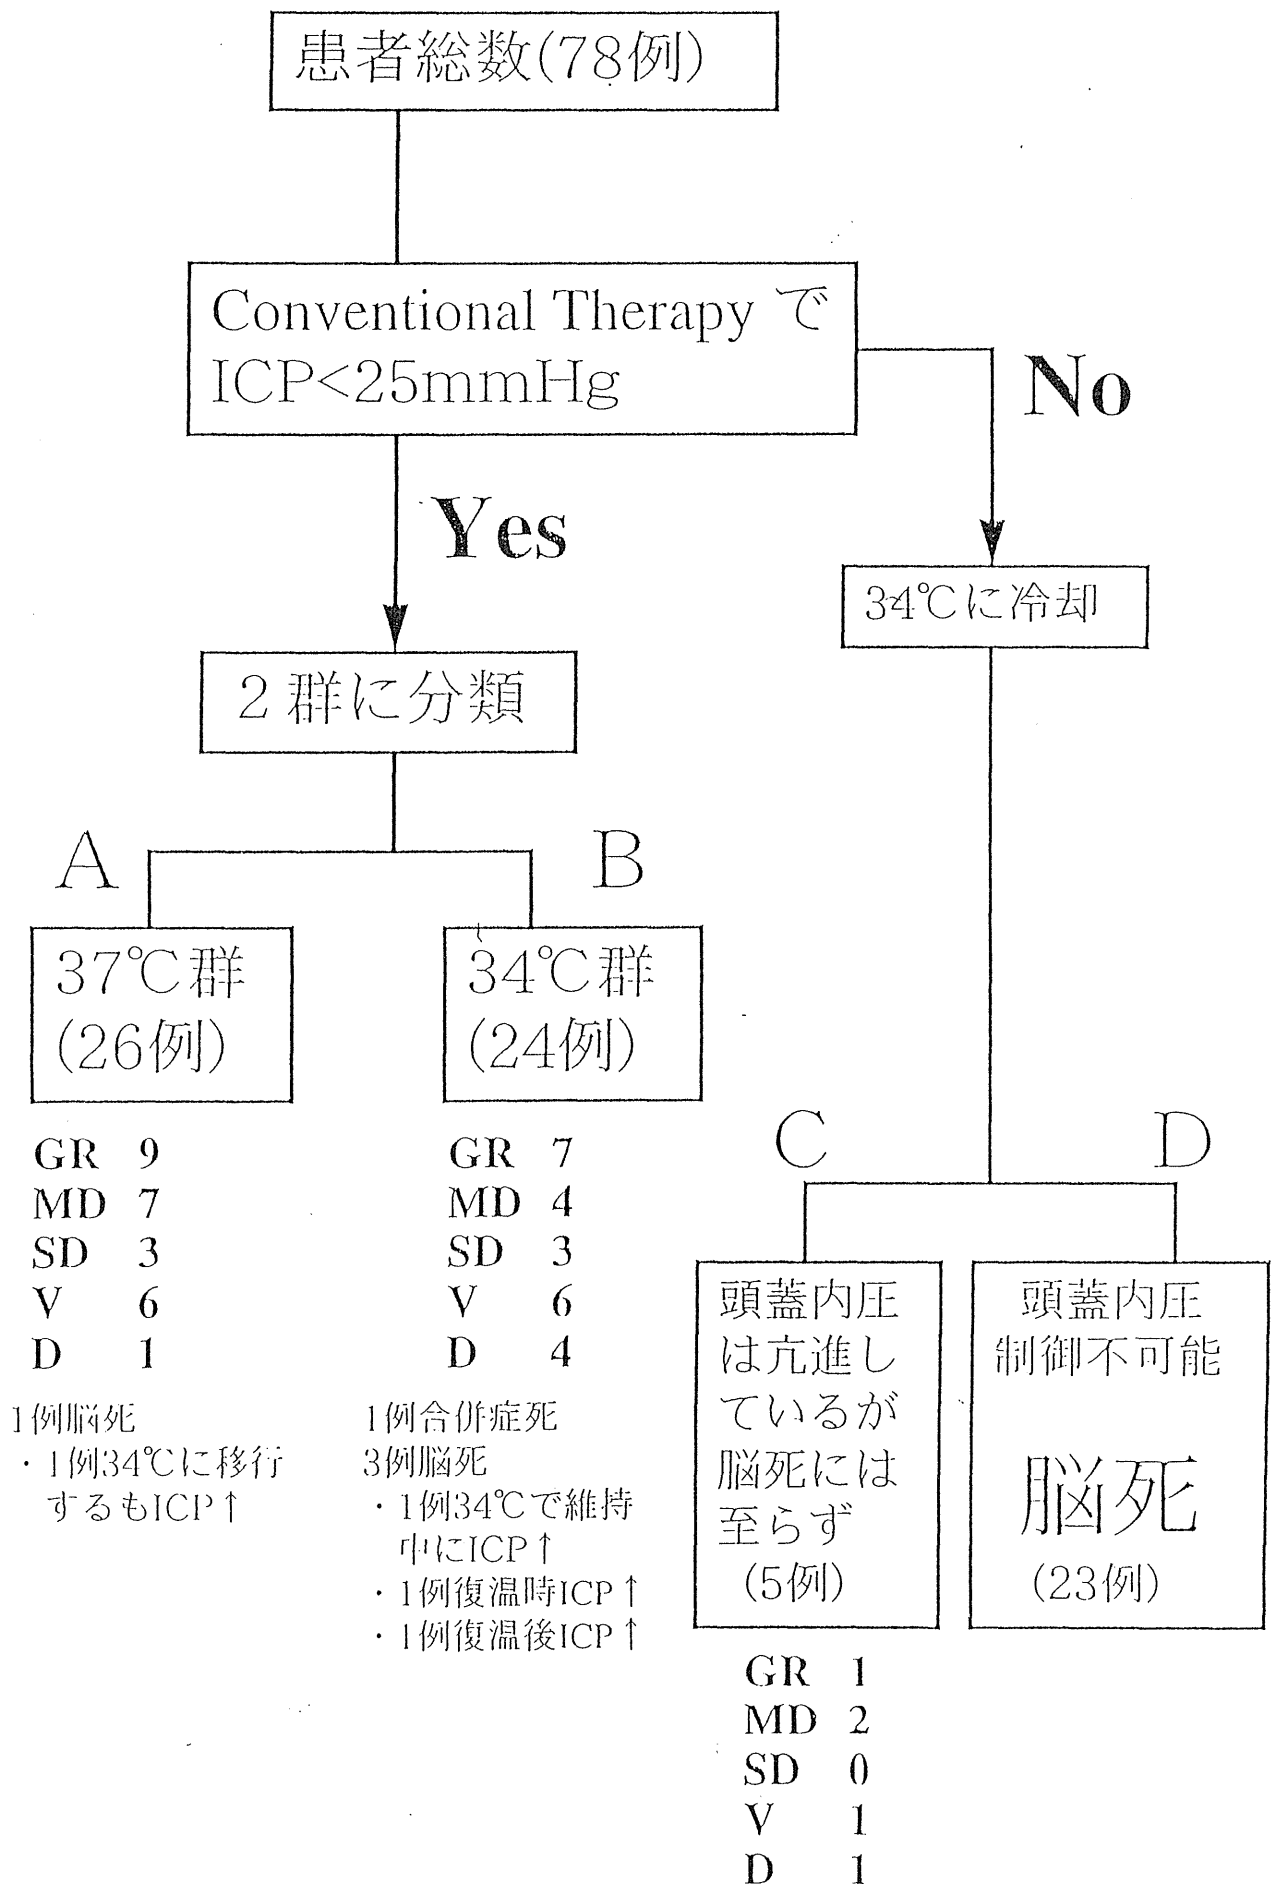 患者総数(78例)
Conventional Therapy で
ICP<25mmHg
No
Yes
34℃に冷却
2 群に分類
A
B
37℃群
(26例)
34℃群
(24例)
GR 9
MD 7
SD 3
V 6
D 1
GR 7
MD 4
SD 3
V 6
D 4
1例脳死
・1例34℃に移行
するもICP↑
1例合併症死
3例脳死
・1例34℃で維持
中にICP↑
・1例復温時ICP↑
・1例復温後ICP↑
C
D
頭蓋内圧
は亢進し
ているが
脳死には
至らず
(5例)
頭蓋内圧
制御不可能
脳死
(23例)
GR 1
MD 2
SD 0
V 1
D 1